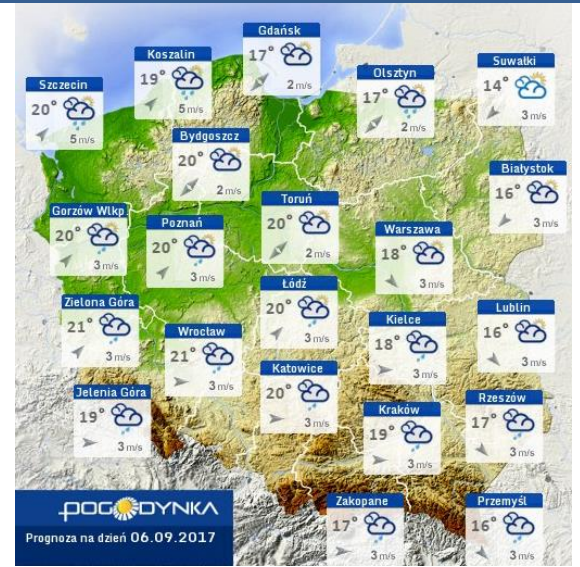 Gdańsk
17°
2 m/s
Koszalin
19°
5 m/s
Szczecin
20°
5 m/s
Olsztyn
17°
2 m/s
Suwałki
14°
3 m/s
Bydgoszcz
20°
2 m/s
Białystok
16°
3 m/s
Gorzów Wlkp
20°
3 m/s
Poznań
20°
3 m/s
Toruń
20°
2 m/s
Warszawa
18°
3 m/s
Zielona Góra
21°
3 m/s
Łódź
20°
3 m/s
Lublin
16°
3 m/s
Wrocław
21°
3 m/s
Kielce
18°
3 m/s
Katowice
20°
3 m/s
Jelenia Góra
19°
3 m/s
Kraków
19°
3 m/s
Rzeszów
17°
3 m/s
Zakopane
17°
3 m/s
Przemyśl
16°
3 m/s
POGODYNKA
Prognoza na dzień 06.09.2017